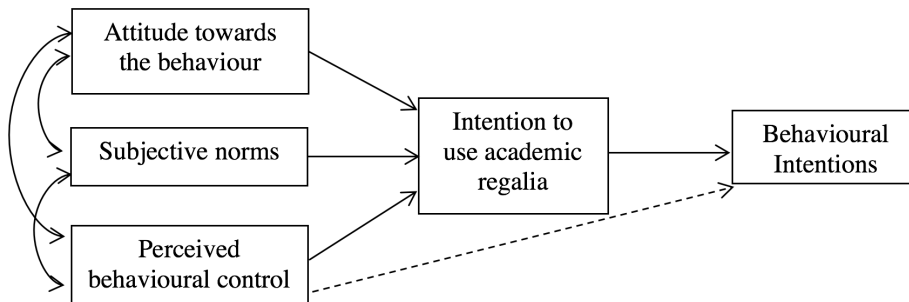 Attitude towards
the behaviour
Subjective norms
Perceived
behavioural control
Intention to
use academic
regalia
Behavioural
Intentions